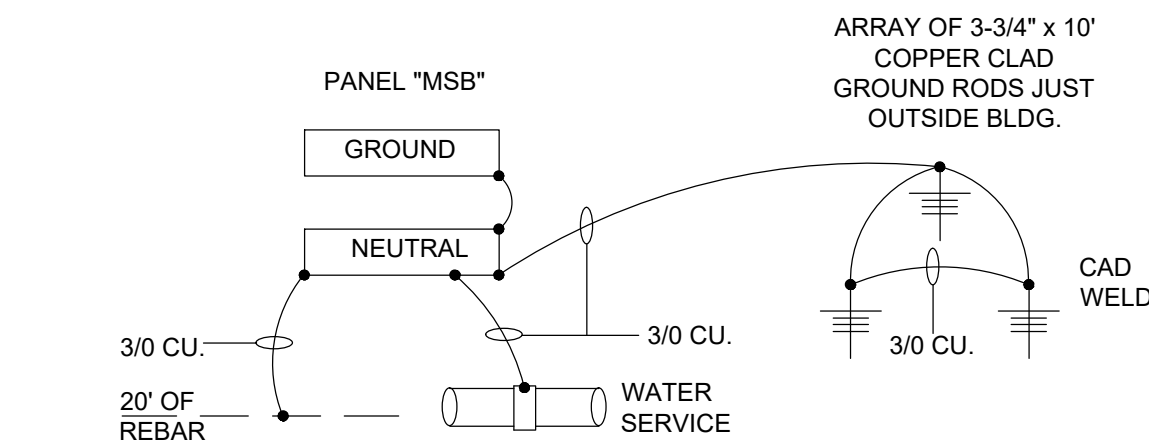 ARRAY OF 3-3/4" x 10'
COPPER CLAD
GROUND RODS JUST
OUTSIDE BLDG.
PANEL "MSB"
GROUND
NEUTRAL
CAD
WELD
3/0 CU.
3/0 CU.
3/0 CU.
20' OF
REBAR
WATER
SERVICE